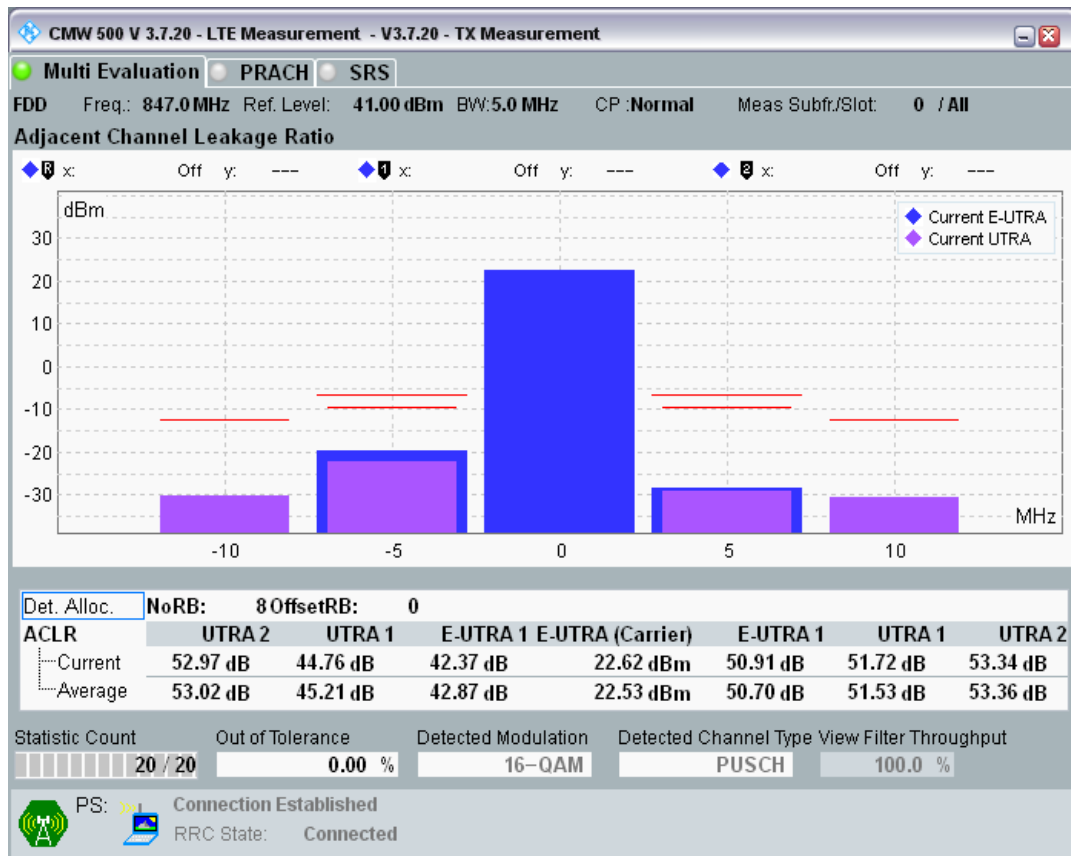 CMW 500 V 3.7.20 - LTE Measurement - V3.7.20 - TX Measurement
Multi Evaluation PRACH SRS
FDD Freq.: 847.0 MHz Ref. Level: 41.00 dBm BW: 5.0 MHz CP :Normal Meas Subfr./Slot: 0 / All
Adjacent Channel Leakage Ratio
R x: Off y: --- 1 x: Off y: --- 2 x: Off y: ---
dBm
Current E-UTRA
Current UTRA
30
20
10
0
-10
-20
-30
MHz
-10 -5 0 5 10
Det. Alloc. NoRB: 8 OffsetRB: 0
ACLR UTRA 2 UTRA 1 E-UTRA 1 E-UTRA (Carrier) E-UTRA 1 UTRA 1 UTRA 2
Current 52.97 dB 44.76 dB 42.37 dB 22.62 dBm 50.91 dB 51.72 dB 53.34 dB
Average 53.02 dB 45.21 dB 42.87 dB 22.53 dBm 50.70 dB 51.53 dB 53.36 dB
Statistic Count Out of Tolerance Detected Modulation Detected Channel Type View Filter Throughput
20 / 20 0.00 % 16-QAM PUSCH 100.0 %
PS: Connection Established
RRC State: Connected